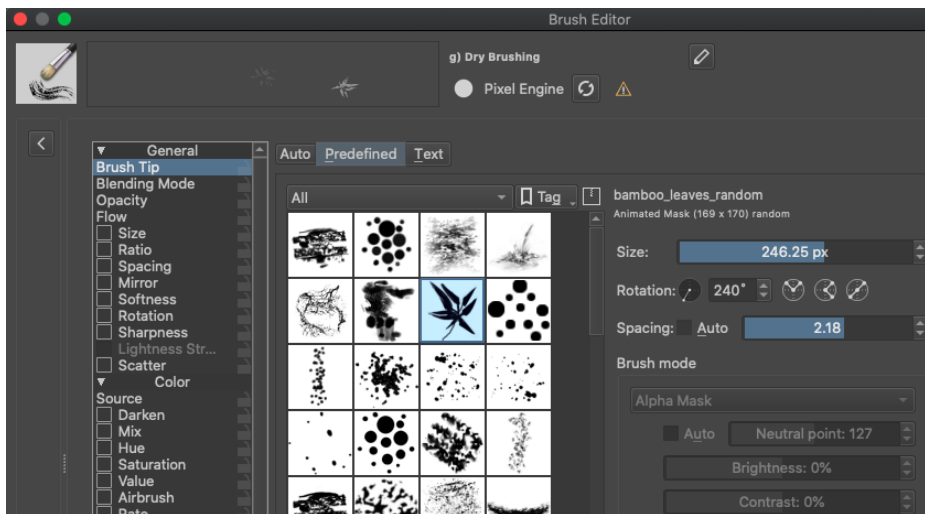 Brush Editor
g) Dry Brushing
Pixel Engine
General
Brush Tip
Blending Mode
Opacity
Flow
Size
Ratio
Spacing
Mirror
Softness
Rotation
Sharpness
Lightness Str...
Scatter
Color
Source
Darken
Mix
Hue
Saturation
Value
Airbrush
Rate
Auto Predefined Text
All Tag
bamboo_leaves_random
Animated Mask (169 x 170) random
Size: 246.25 px
Rotation: 240°
Spacing: Auto 2.18
Brush mode
Alpha Mask
Auto Neutral point: 127
Brightness: 0%
Contrast: 0%